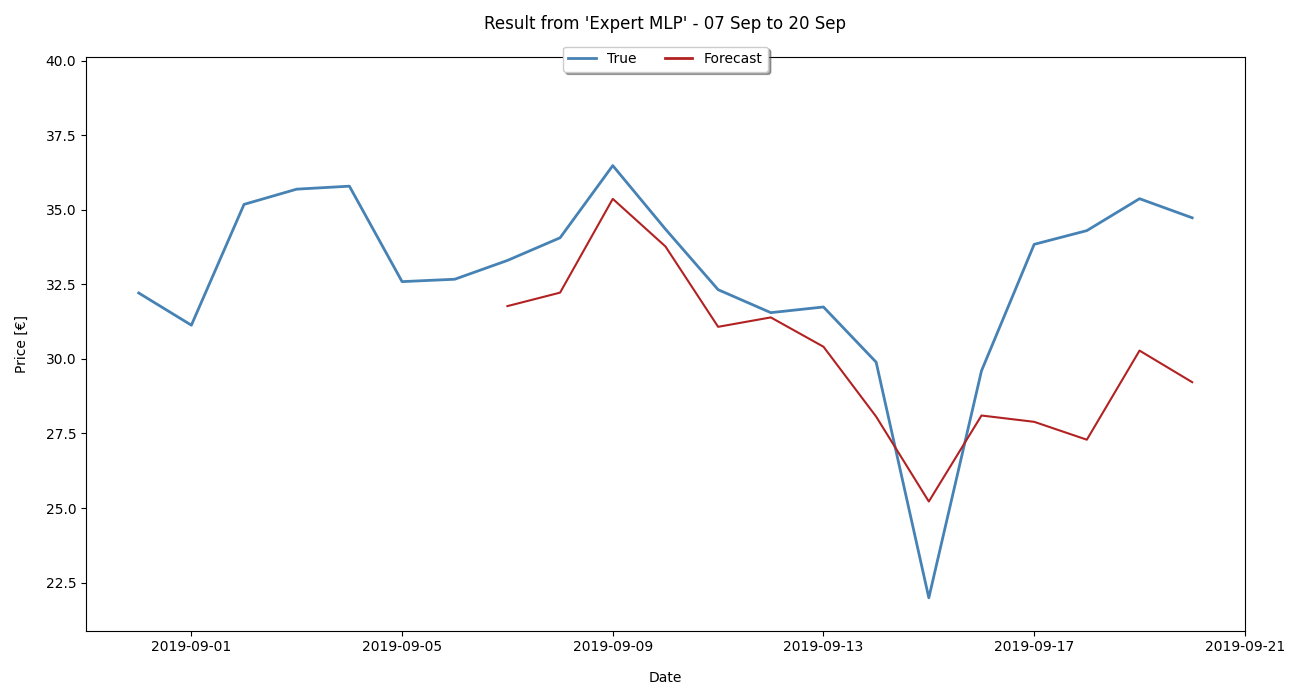 Result from 'Expert MLP' - 07 Sep to 20 Sep
True Forecast
40.0
37.5
35.0
32.5
30.0
27.5
25.0
22.5
Price [€]
2019-09-01 2019-09-05 2019-09-09 2019-09-13 2019-09-17 2019-09-21
Date